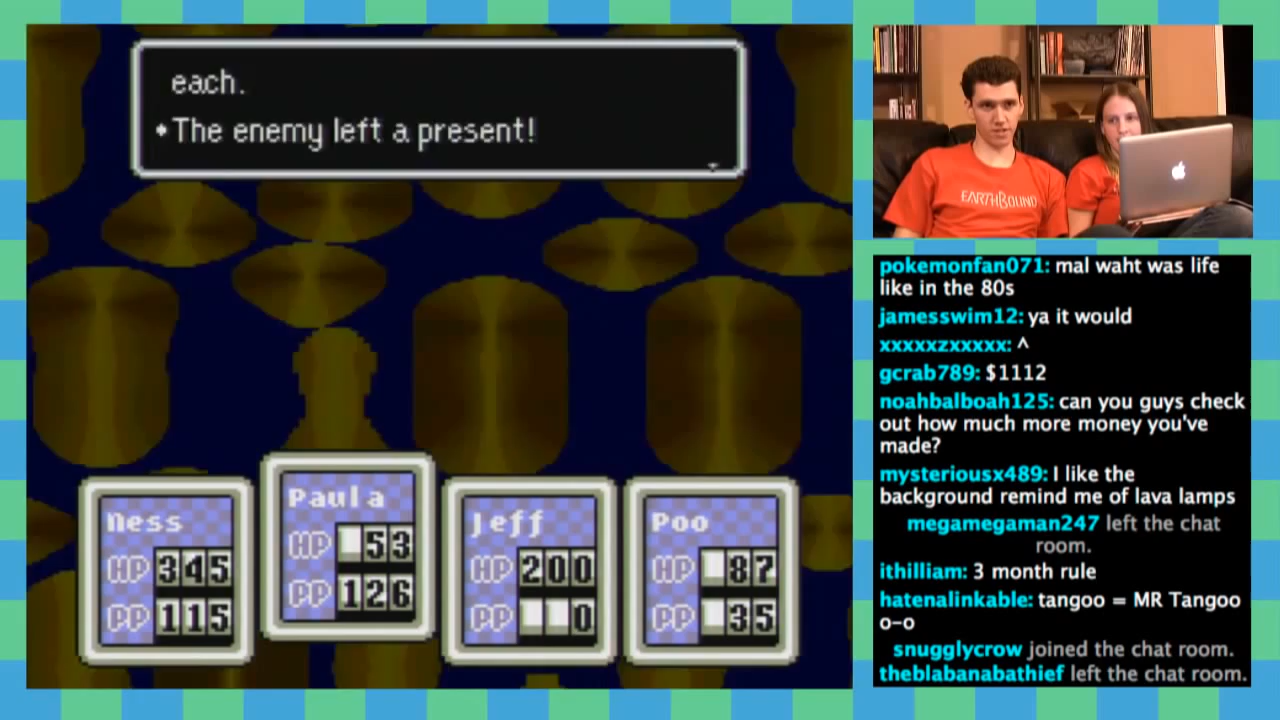 each.
•The enemy left a present!
Ness
HP 345
PP 115
Paula
HP 53
PP 126
Jeff
HP 200
PP 0
Poo
HP 87
PP 35
EARTHBOUND
pokemonfan071: mal waht was life
like in the 80s
jamesswim12: ya it would
xxxxxzxxxxx: ^
gcrab789: $1112
noahbalboah125: can you guys check
out how much more money you've
made?
mysteriousx489: I like the
background remind me of lava lamps
megamegaman247 left the chat
room.
ithilliam: 3 month rule
hatenalinkable: tangoo = MR Tangoo
o-o
snugglycrow joined the chat room.
theblabanabathief left the chat room.